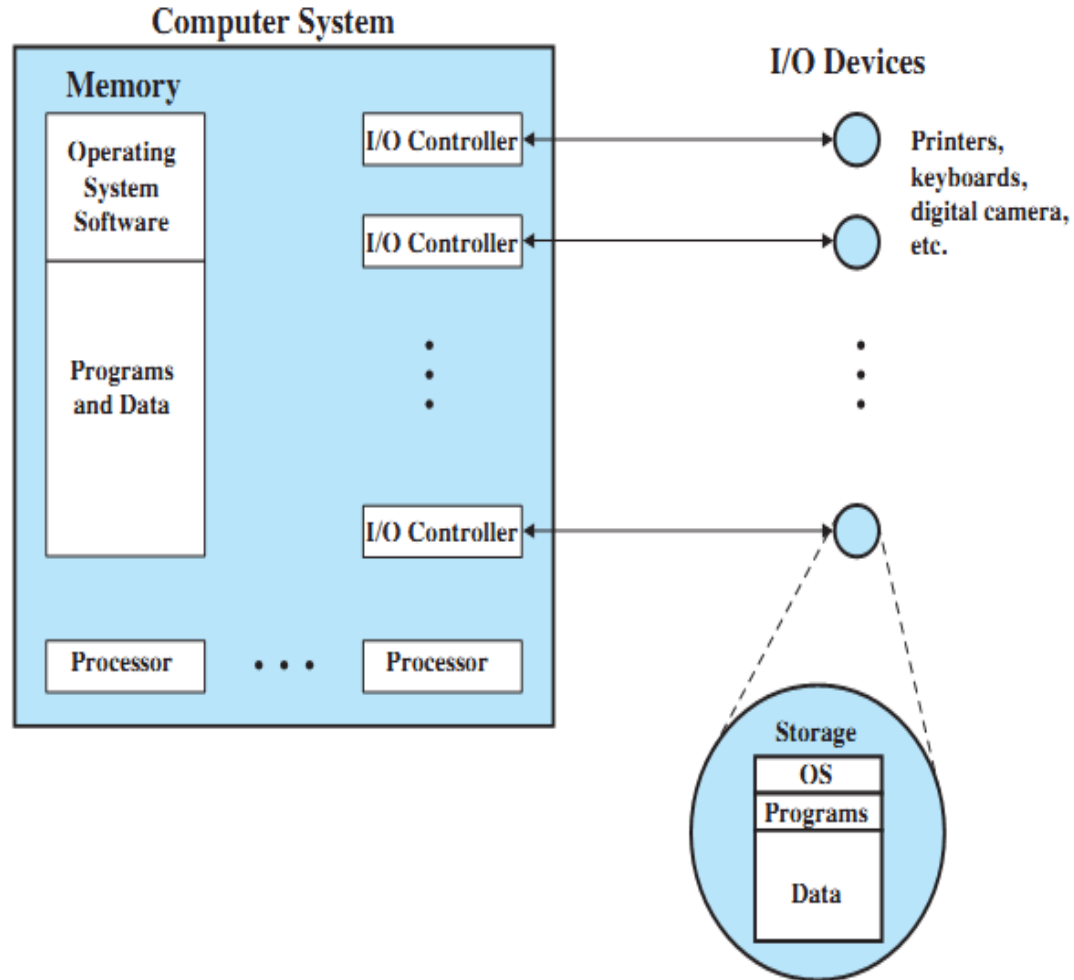 Computer System
Memory
Operating
System
Software
Programs
and Data
I/O Controller
I/O Controller
I/O Controller
Processor
Processor
I/O Devices
Printers,
keyboards,
digital camera,
etc.
Storage
OS
Programs
Data